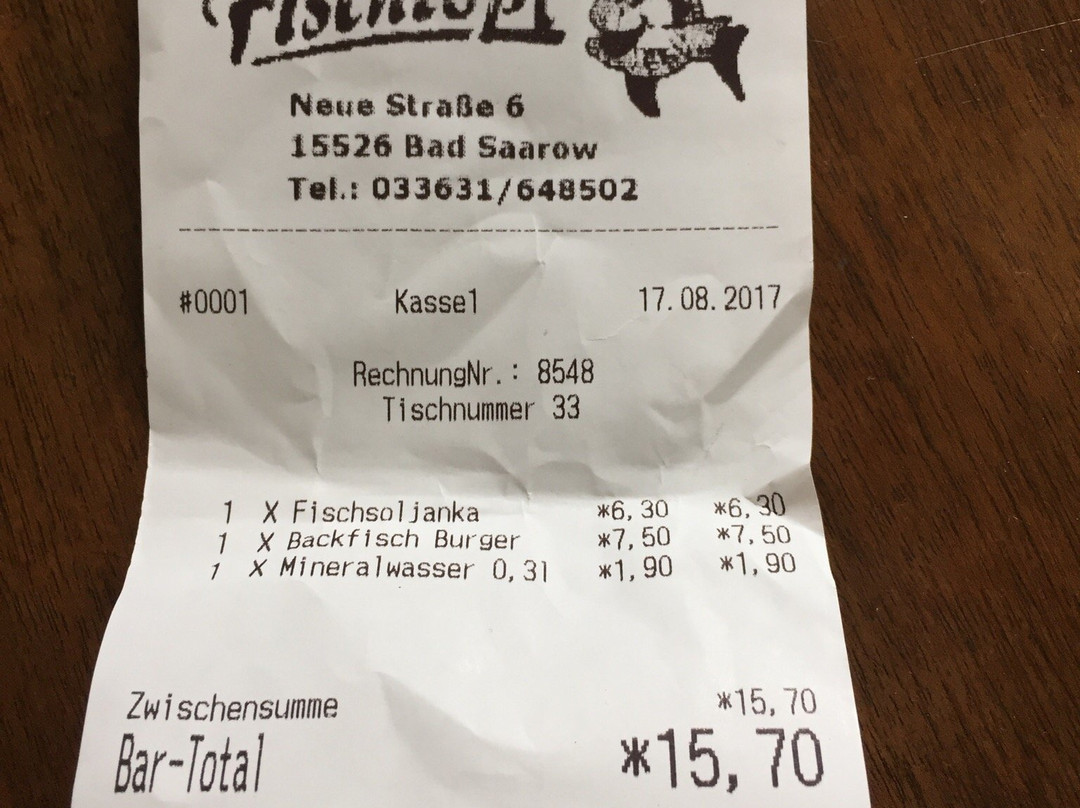 Fischtopf
Neue Straße 6
15526 Bad Saarow
Tel.: 033631/648502
#0001 Kasse1 17.08.2017
RechnungNr.: 8548
Tischnummer 33
1 X Fischsoljanka *6,30 *6,30
1 X Backfisch Burger *7,50 *7,50
1 X Mineralwasser 0,3l *1,90 *1,90
Zwischensumme *15,70
Bar-Total *15,70